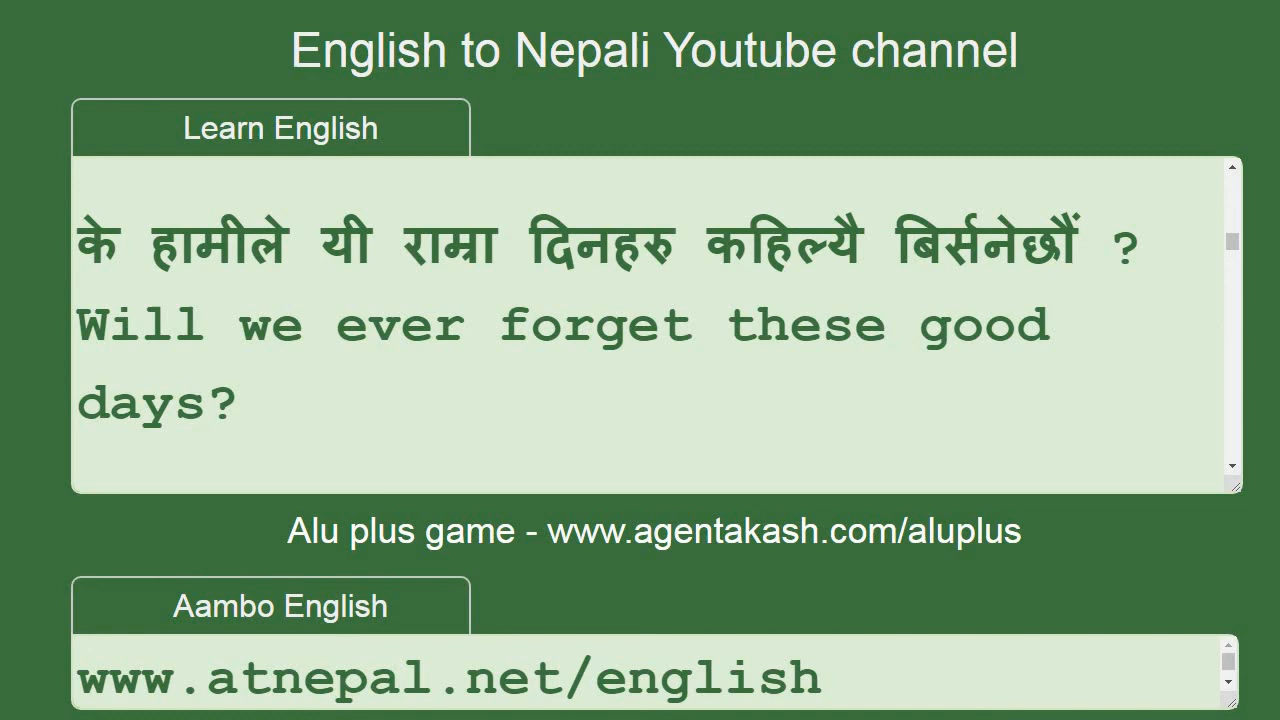 English to Nepali Youtube channel
Learn English
के हामीले यी राम्रा दिनहरु कहिल्यै बिर्सनेछौं ?
Will we ever forget these good
days?
Alu plus game - www.agentakash.com/aluplus
Aambo English
www.atnepal.net/english